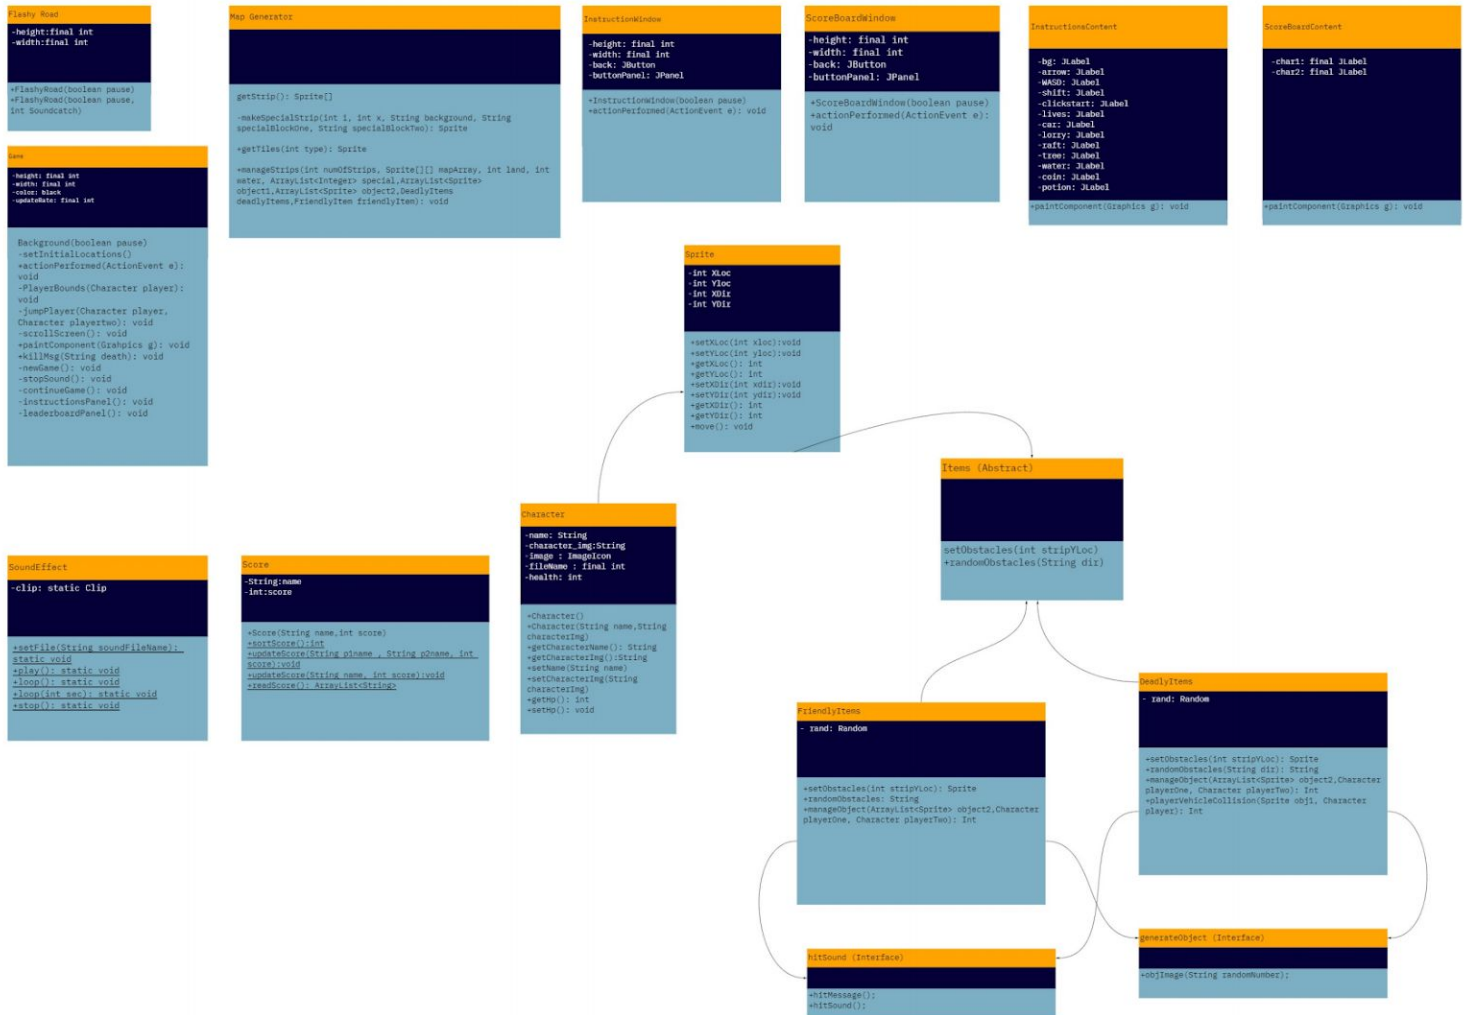 Flashy Road
-height:final int
-width:final int
+FlashyRoad(boolean pause)
+FlashyRoad(boolean pause,
int Soundcatch)
Map Generator
getStrip(): Sprite[]
-makeSpecialStrip(int i, int x, String background, String
specialBlockOne, String specialBlockTwo): Sprite
+getTiles(int type): Sprite
+manageStrips(int numOfStrips, Sprite[][] mapArray, int land, int
water, ArrayList<Integer> special,ArrayList<Sprite>
object1,ArrayList<Sprite> object2,DeadlyItems
deadlyItems,FriendlyItem friendlyItem): void
InstructionWindow
-height: final int
-width: final int
-back: JButton
-buttonPanel: JPanel
+InstructionWindow(boolean pause)
+actionPerformed(ActionEvent e): void
ScoreBoardWindow
-height: final int
-width: final int
-back: JButton
-buttonPanel: JPanel
+ScoreBoardWindow(boolean pause)
+actionPerformed(ActionEvent e):
void
InstructionsContent
-bg: JLabel
-arrow: JLabel
-WASD: JLabel
-shift: JLabel
-clickstart: JLabel
-lives: JLabel
-car: JLabel
-lorry: JLabel
-raft: JLabel
-tree: JLabel
-water: JLabel
-coin: JLabel
-potion: JLabel
+paintComponent(Graphics g): void
ScoreBoardContent
-char1: final JLabel
-char2: final JLabel
+paintComponent(Graphics g): void
Game
-height: final int
-width: final int
-color: black
-updateRate: final int
Background(boolean pause)
-setInitialLocations()
+actionPerformed(ActionEvent e):
void
-PlayerBounds(Character player):
void
-jumpPlayer(Character player,
Character playertwo): void
-scrollScreen(): void
+paintComponent(Grahpics g): void
+killMsg(String death): void
-newGame(): void
-stopSound(): void
-continueGame(): void
-instructionsPanel(): void
-leaderboardPanel(): void
Sprite
-int XLoc
-int Yloc
-int XDir
-int YDir
+setXLoc(int xloc):void
+setYLoc(int yloc):void
+getXLoc(): int
+getYLoc(): int
+setXDir(int xdir):void
+setYDir(int ydir):void
+getXDir(): int
+getYDir(): int
+move(): void
Items (Abstract)
setObstacles(int stripYLoc)
+randomObstacles(String dir)
Character
-name: String
-character_img:String
-image : ImageIcon
-fileName : final int
-health: int
+Character()
+Character(String name,String
characterImg)
+getCharacterName(): String
+getCharacterImg():String
+setName(String name)
+setCharacterImg(String
characterImg)
+getHp(): int
+setHp(): void
SoundEffect
-clip: static Clip
+setFile(String soundFileName):
static void
+play(): static void
+loop(): static void
+loop(int sec): static void
+stop(): static void
Score
-String:name
-int:score
+Score(String name,int score)
+sortScore():int
+updateScore(String p1name , String p2name, int
score):void
+updateScore(String name, int score):void
+readScore(): ArrayList<String>
FriendlyItems
- rand: Random
+setObstacles(int stripYLoc): Sprite
+randomObstacles: String
+manageObject(ArrayList<Sprite> object2,Character
playerOne, Character playerTwo): Int
DeadlyItems
- rand: Random
+setObstacles(int stripYLoc): Sprite
+randomObstacles(String dir): String
+manageObject(ArrayList<Sprite> object2,Character
playerOne, Character playerTwo): Int
+playerVehicleCollision(Sprite obj1, Character
player): Int
hitSound (Interface)
+hitMessage();
+hitSound();
generateObject (Interface)
+objImage(String randomNumber);